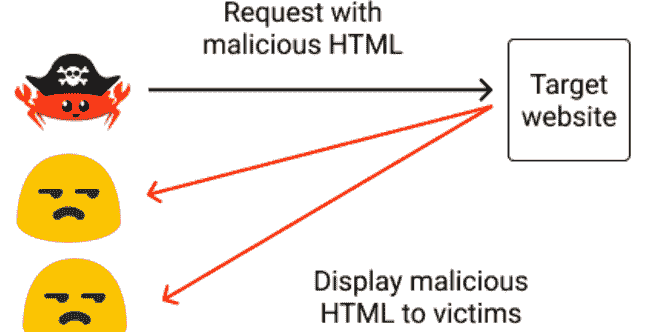 Request with
malicious HTML
Target
website
Display malicious
HTML to victims